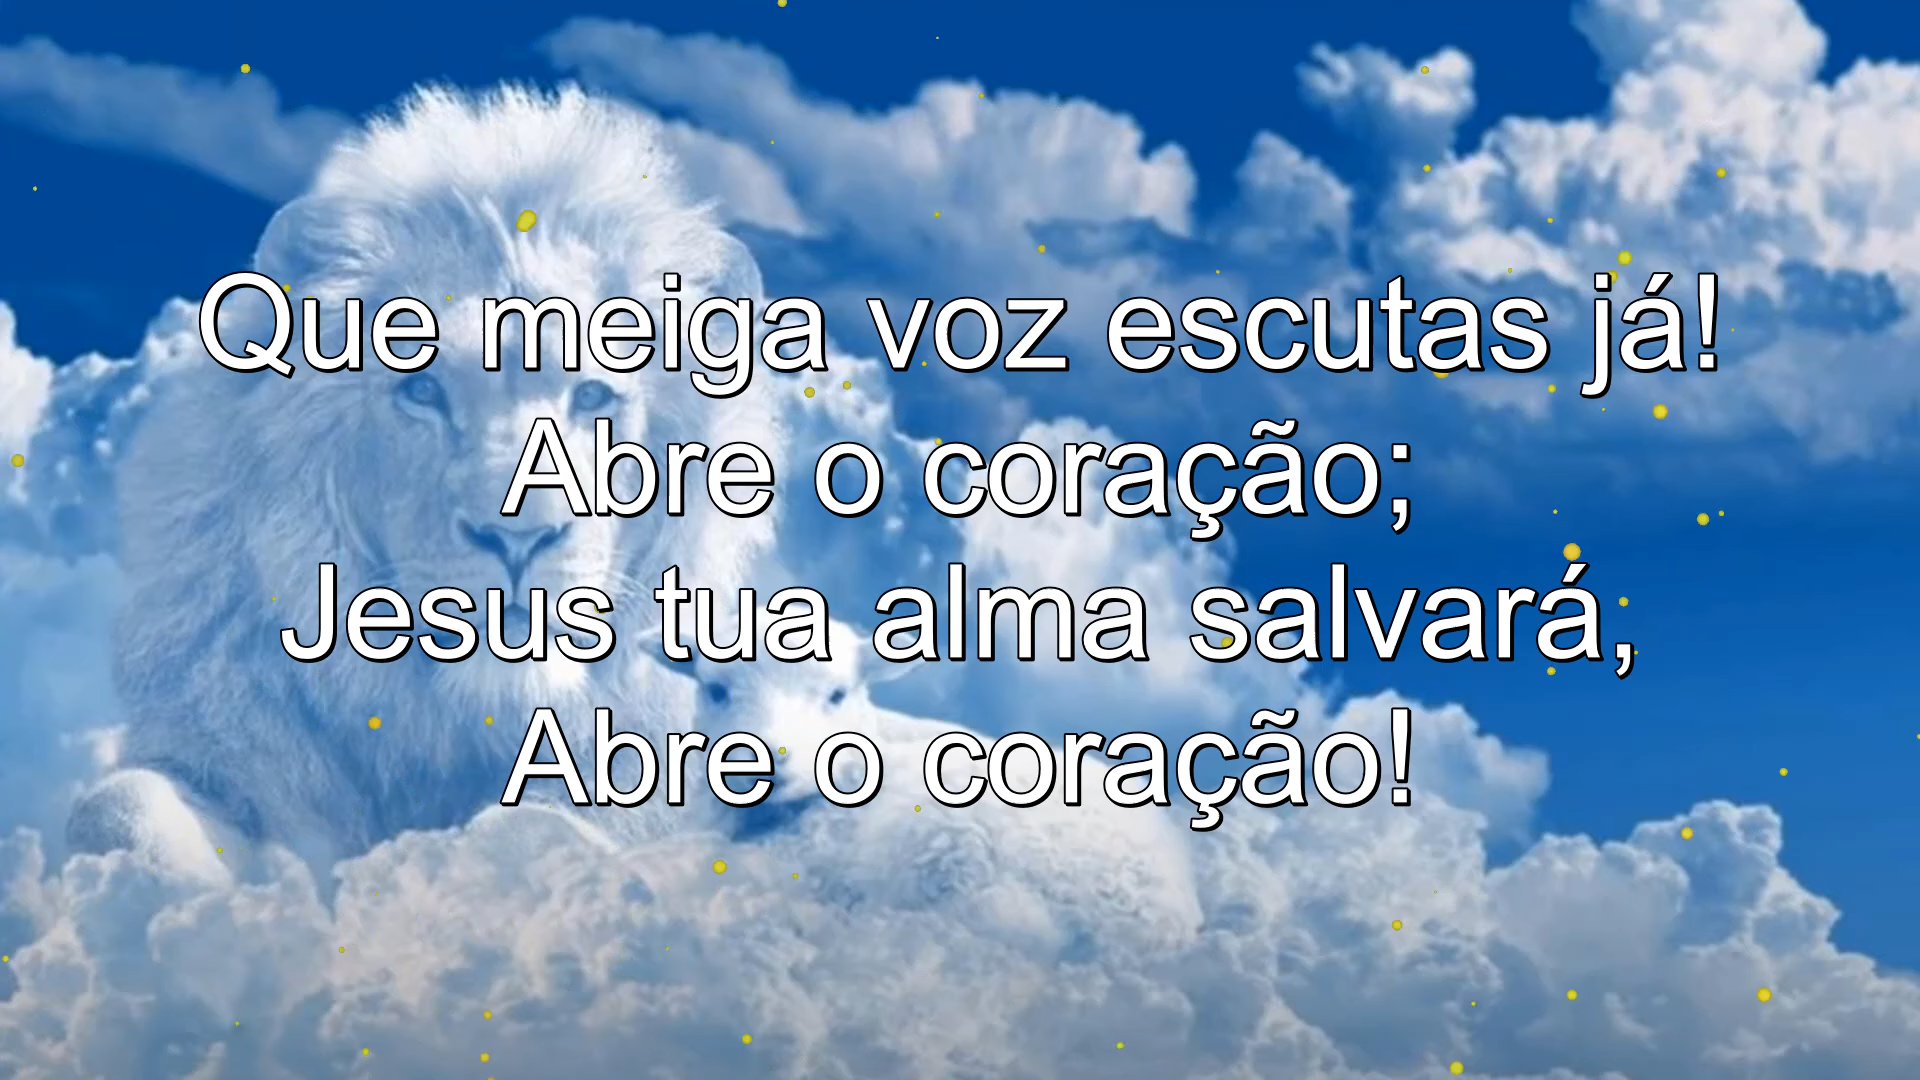 Que meiga voz escutas já!
Abre o coração;
Jesus tua alma salvará,
Abre o coração!